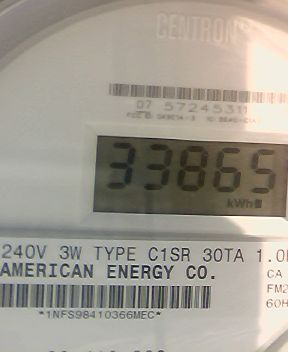 CENTRON
07 57245311
33865
kWh
240V 3W TYPE C1SR 30TA 1.0
AMERICAN ENERGY CO.
CA
FM2
60H
*1NFS98410366MEC*